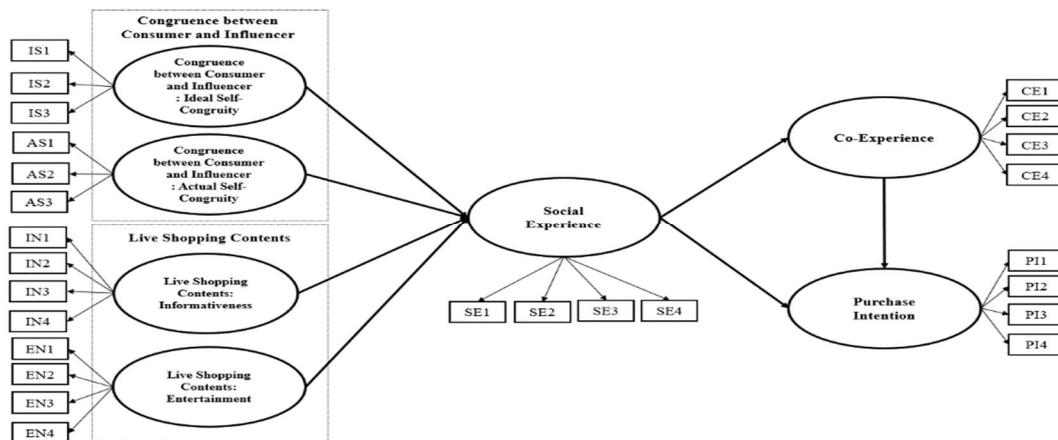 Congruence between
Consumer and Influencer
IS1
IS2
IS3
Congruence
between Consumer
and Influencer
: Ideal Self-
Congruity
AS1
AS2
AS3
Congruence
between Consumer
and Influencer
: Actual Self-
Congruity
Live Shopping Contents
IN1
IN2
IN3
IN4
Live Shopping
Contents:
Informativeness
EN1
EN2
EN3
EN4
Live Shopping
Contents:
Entertainment
Social
Experience
SE1
SE2
SE3
SE4
Co-Experience
CE1
CE2
CE3
CE4
Purchase
Intention
PI1
PI2
PI3
PI4